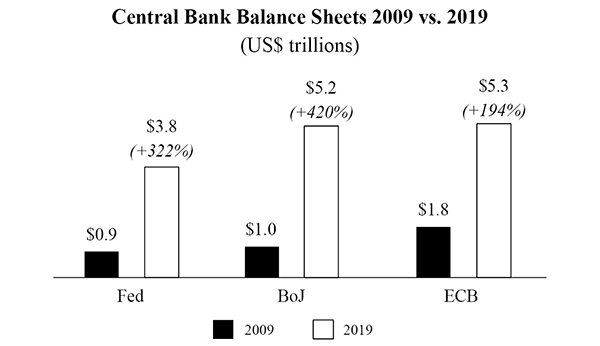 Central Bank Balance Sheets 2009 vs. 2019
(US$ trillions)
$0.9
$3.8
(+322%)
$1.0
$5.2
(+420%)
$1.8
$5.3
(+194%)
Fed
BoJ
ECB
2009
2019